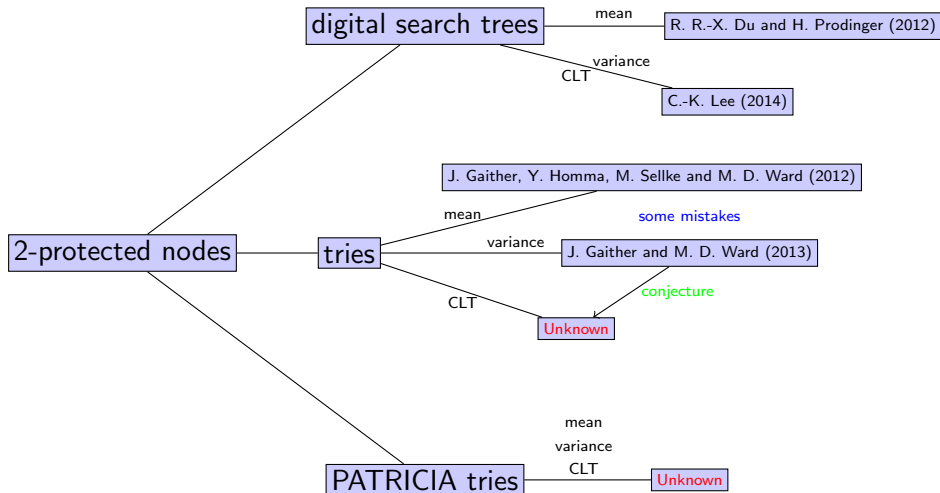 digital search trees
mean
R. R.-X. Du and H. Prodinger (2012)
variance
CLT
C.-K. Lee (2014)
J. Gaither, Y. Homma, M. Sellke and M. D. Ward (2012)
mean
some mistakes
2-protected nodes
tries
variance
J. Gaither and M. D. Ward (2013)
CLT
conjecture
Unknown
mean
variance
CLT
PATRICIA tries
Unknown